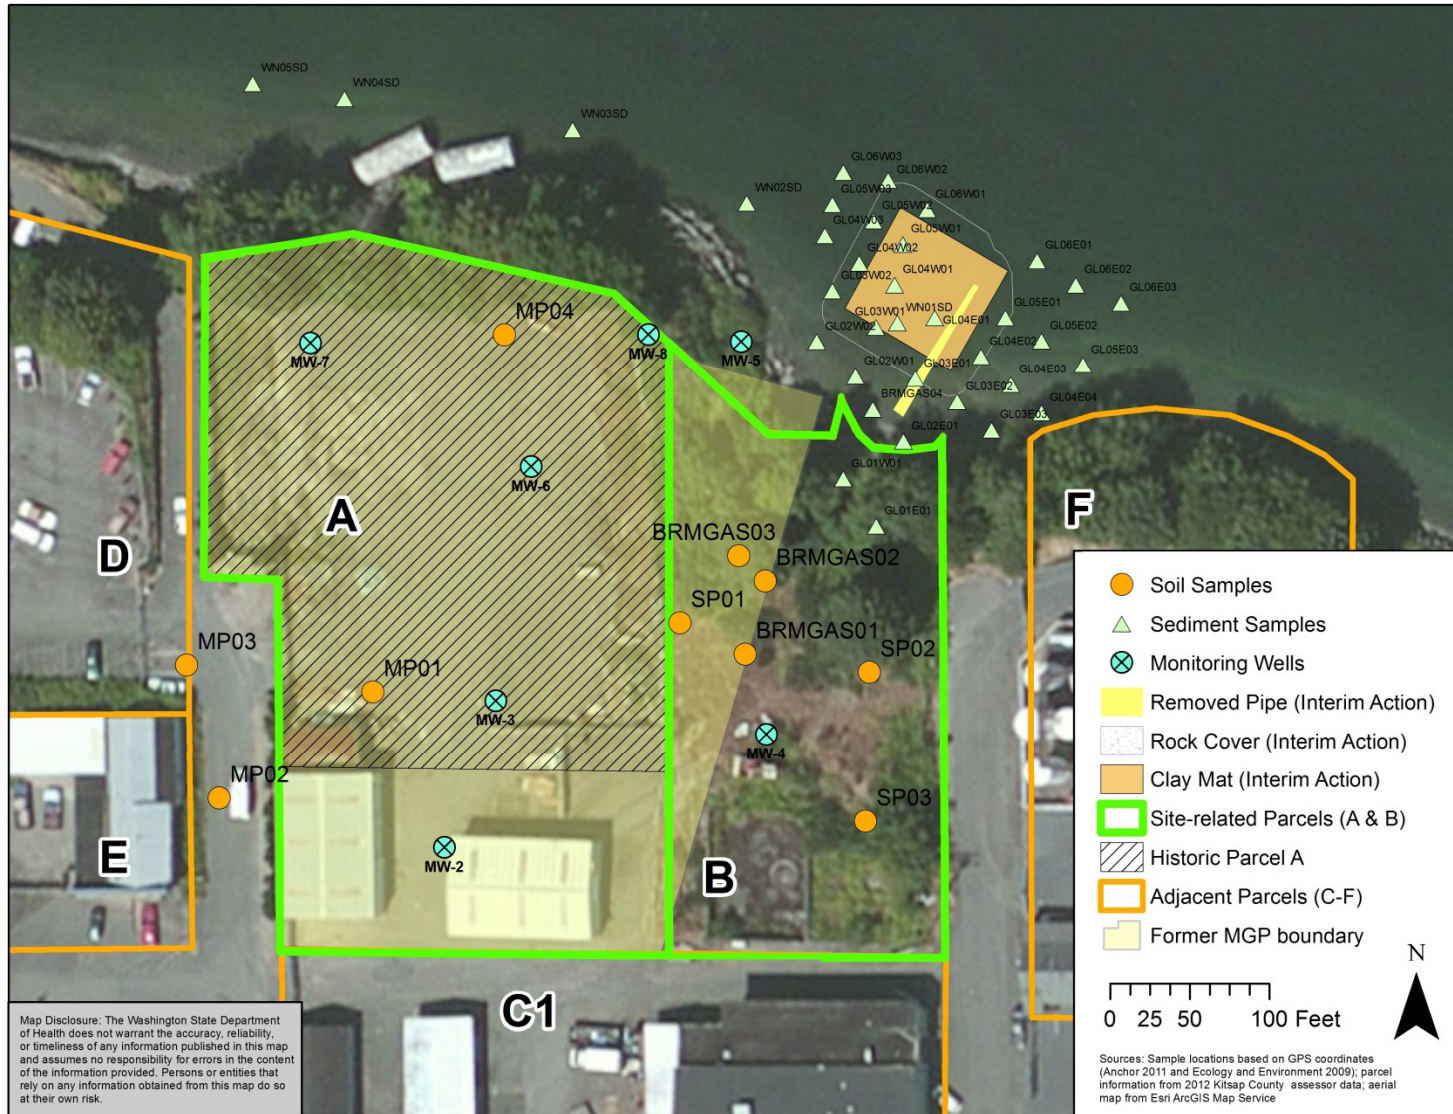 WN05SD
WN04SD
WN03SD
WN02SD
GL06W03
GL06W02
GL06W01
GL05W03
GL05W02
GL05W01
GL04W03
GL04W02
GL04W01
GL03W02
GL03W01
WN01SD
GL04E01
GL02W02
GL02W01
GL03E01
BRMGAS04
GL02E01
GL01W01
GL01E01
GL06E01
GL06E02
GL06E03
GL05E01
GL05E02
GL05E03
GL04E02
GL04E03
GL04E04
GL03E02
GL03E03
MP04
MW-7
MW-8
MW-5
MW-6
A
D
F
BRMGAS03
BRMGAS02
SP01
BRMGAS01
SP02
MP03
MP01
MW-3
MW-4
MP02
SP03
MW-2
E
B
C1
Soil Samples
Sediment Samples
Monitoring Wells
Removed Pipe (Interim Action)
Rock Cover (Interim Action)
Clay Mat (Interim Action)
Site-related Parcels (A & B)
Historic Parcel A
Adjacent Parcels (C-F)
Former MGP boundary
N
0 25 50 100 Feet
Sources: Sample locations based on GPS coordinates
(Anchor 2011 and Ecology and Environment 2009); parcel
information from 2012 Kitsap County assessor data; aerial
map from Esri ArcGIS Map Service
Map Disclosure: The Washington State Department
of Health does not warrant the accuracy, reliability,
or timeliness of any information published in this map
and assumes no responsibility for errors in the content
of the information provided. Persons or entities that
rely on any information obtained from this map do so
at their own risk.